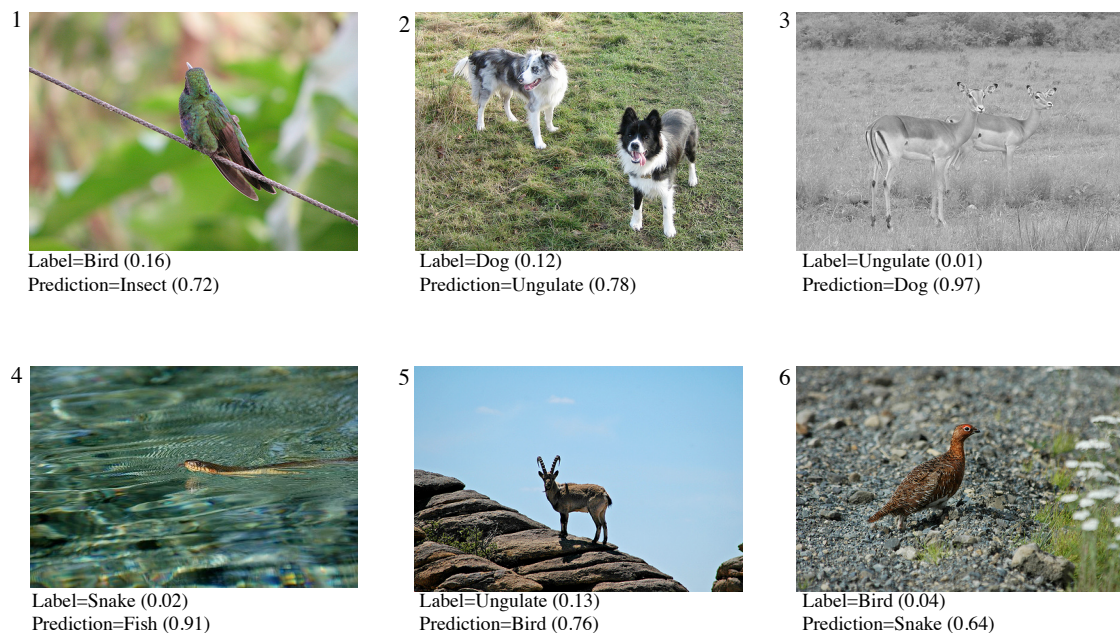 1
2
3
Label=Bird (0.16)
Prediction=Insect (0.72)
Label=Dog (0.12)
Prediction=Ungulate (0.78)
Label=Ungulate (0.01)
Prediction=Dog (0.97)
4
5
6
Label=Snake (0.02)
Prediction=Fish (0.91)
Label=Ungulate (0.13)
Prediction=Bird (0.76)
Label=Bird (0.04)
Prediction=Snake (0.64)